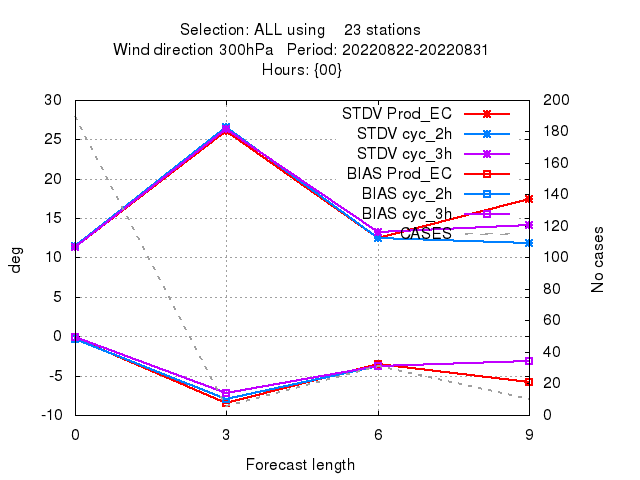 Selection: ALL using 23 stations
Wind direction 300hPa Period: 20220822-20220831
Hours: {00}
30 200
STDV Prod_EC
180
25 STDV cyc_2h
STDV cyc_3h
160
20 BIAS Prod_EC
BIAS cyc_2h
140
15 BIAS cyc_3h
CASES
120
deg
10 100
No cases
5 80
60
0
40
-5
20
-10 0
0 3 6 9
Forecast length